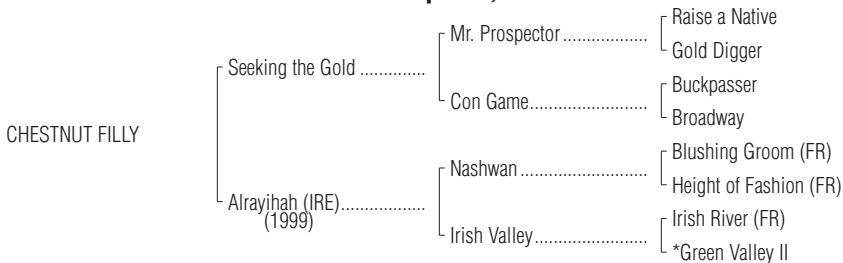 Raise a Native
Mr. Prospector..................
Gold Digger
Seeking the Gold ..............
Buckpasser
Con Game.........................
Broadway
CHESTNUT FILLY
Blushing Groom (FR)
Nashwan...........................
Height of Fashion (FR)
Alrayihah (IRE)..................
(1999)
Irish River (FR)
Irish Valley........................
*Green Valley II